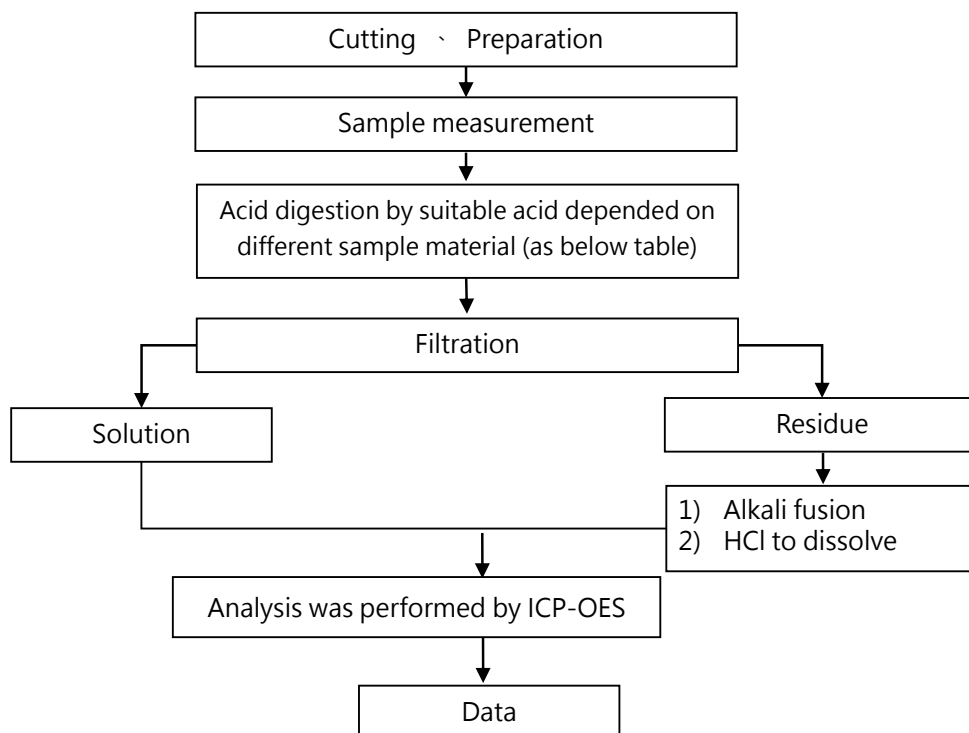 Cutting 、 Preparation
Sample measurement
Acid digestion by suitable acid depended on
different sample material (as below table)
Filtration
Solution
Residue
1) Alkali fusion
2) HCl to dissolve
Analysis was performed by ICP-OES
Data